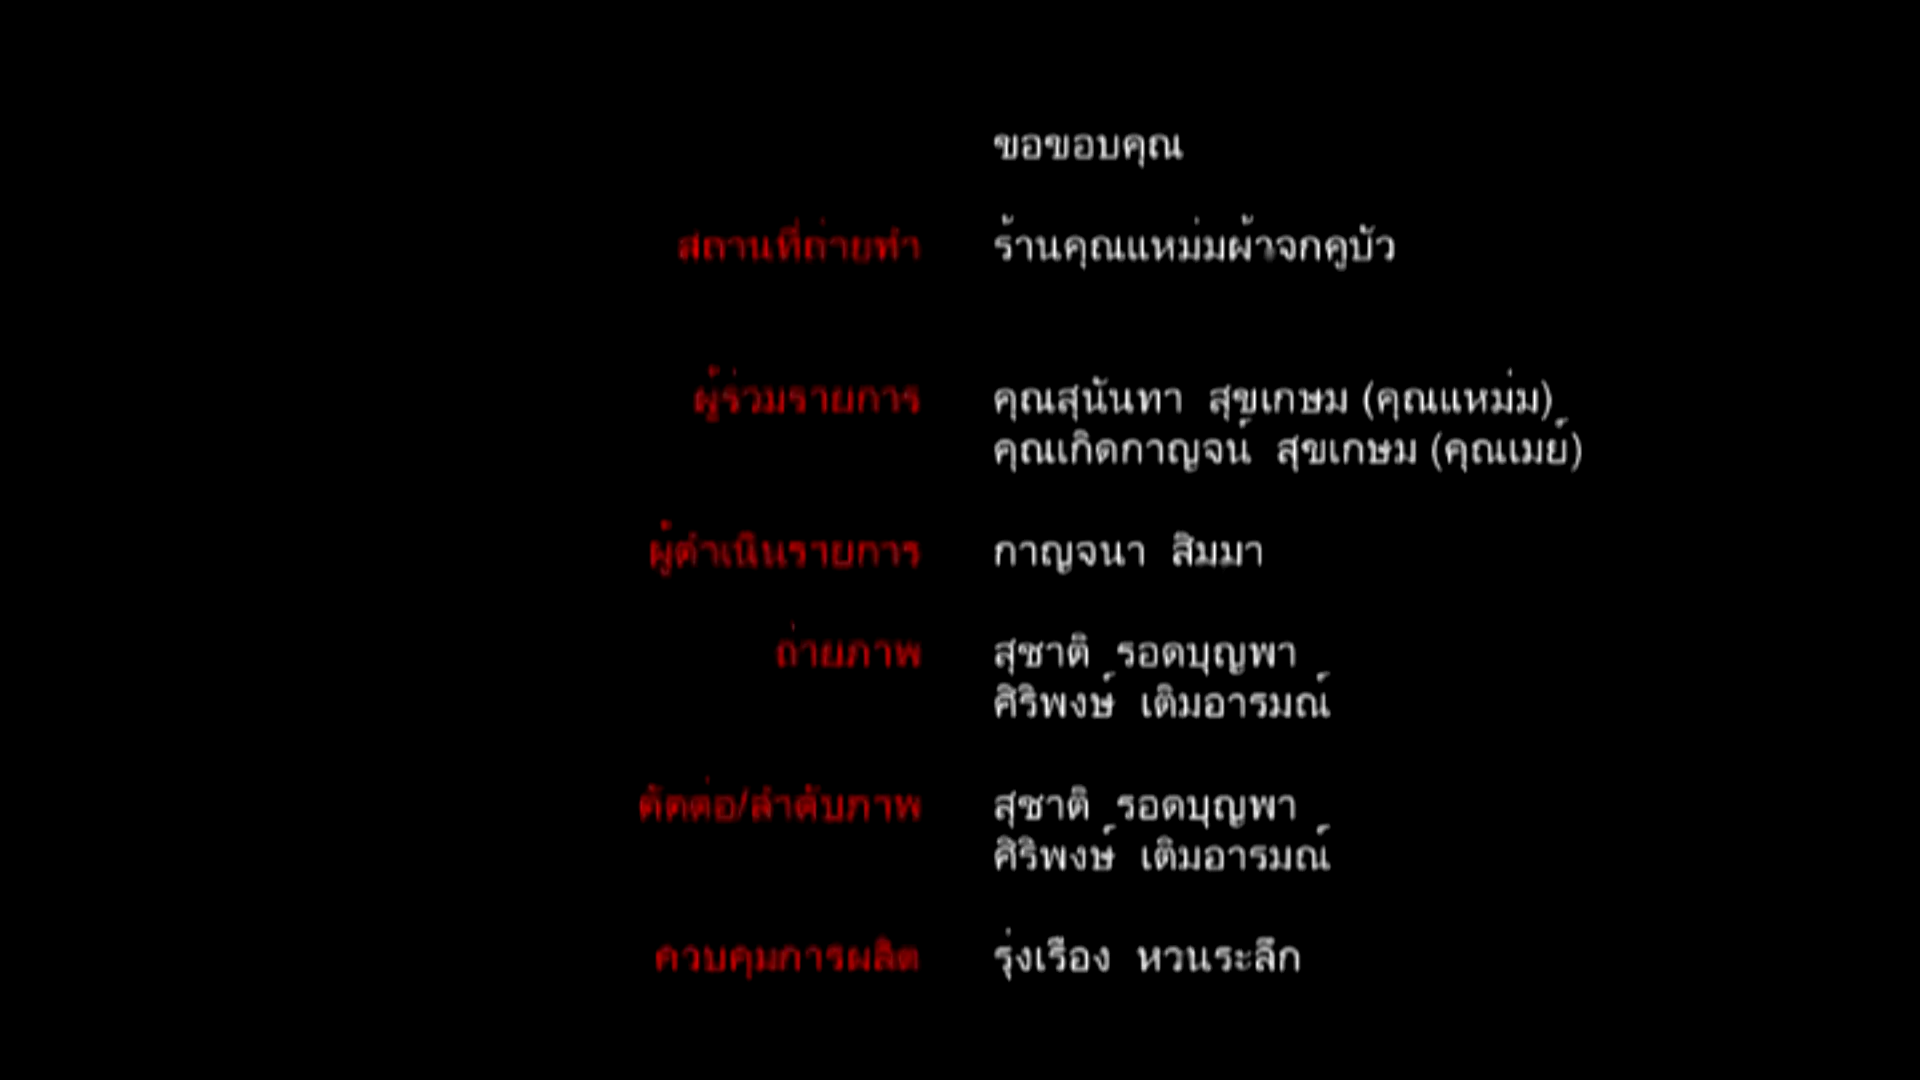 ขอขอบคุณ
สถานที่ถ่ายทำ ร้านคุณแหม่มผ้าจกคูบัว
ผู้ร่วมรายการ คุณสุนันทา สุขเกษม (คุณแหม่ม)
คุณเกิดกาญจน์ สุขเกษม (คุณเมย์)
ผู้ดำเนินรายการ กาญจนา สิมมา
ถ่ายภาพ สุชาติ รอดบุญพา
ศิริพงษ์ เติมอารมณ์
ตัดต่อ/ลำดับภาพ สุชาติ รอดบุญพา
ศิริพงษ์ เติมอารมณ์
ควบคุมการผลิต รุ่งเรือง หวนระลึก